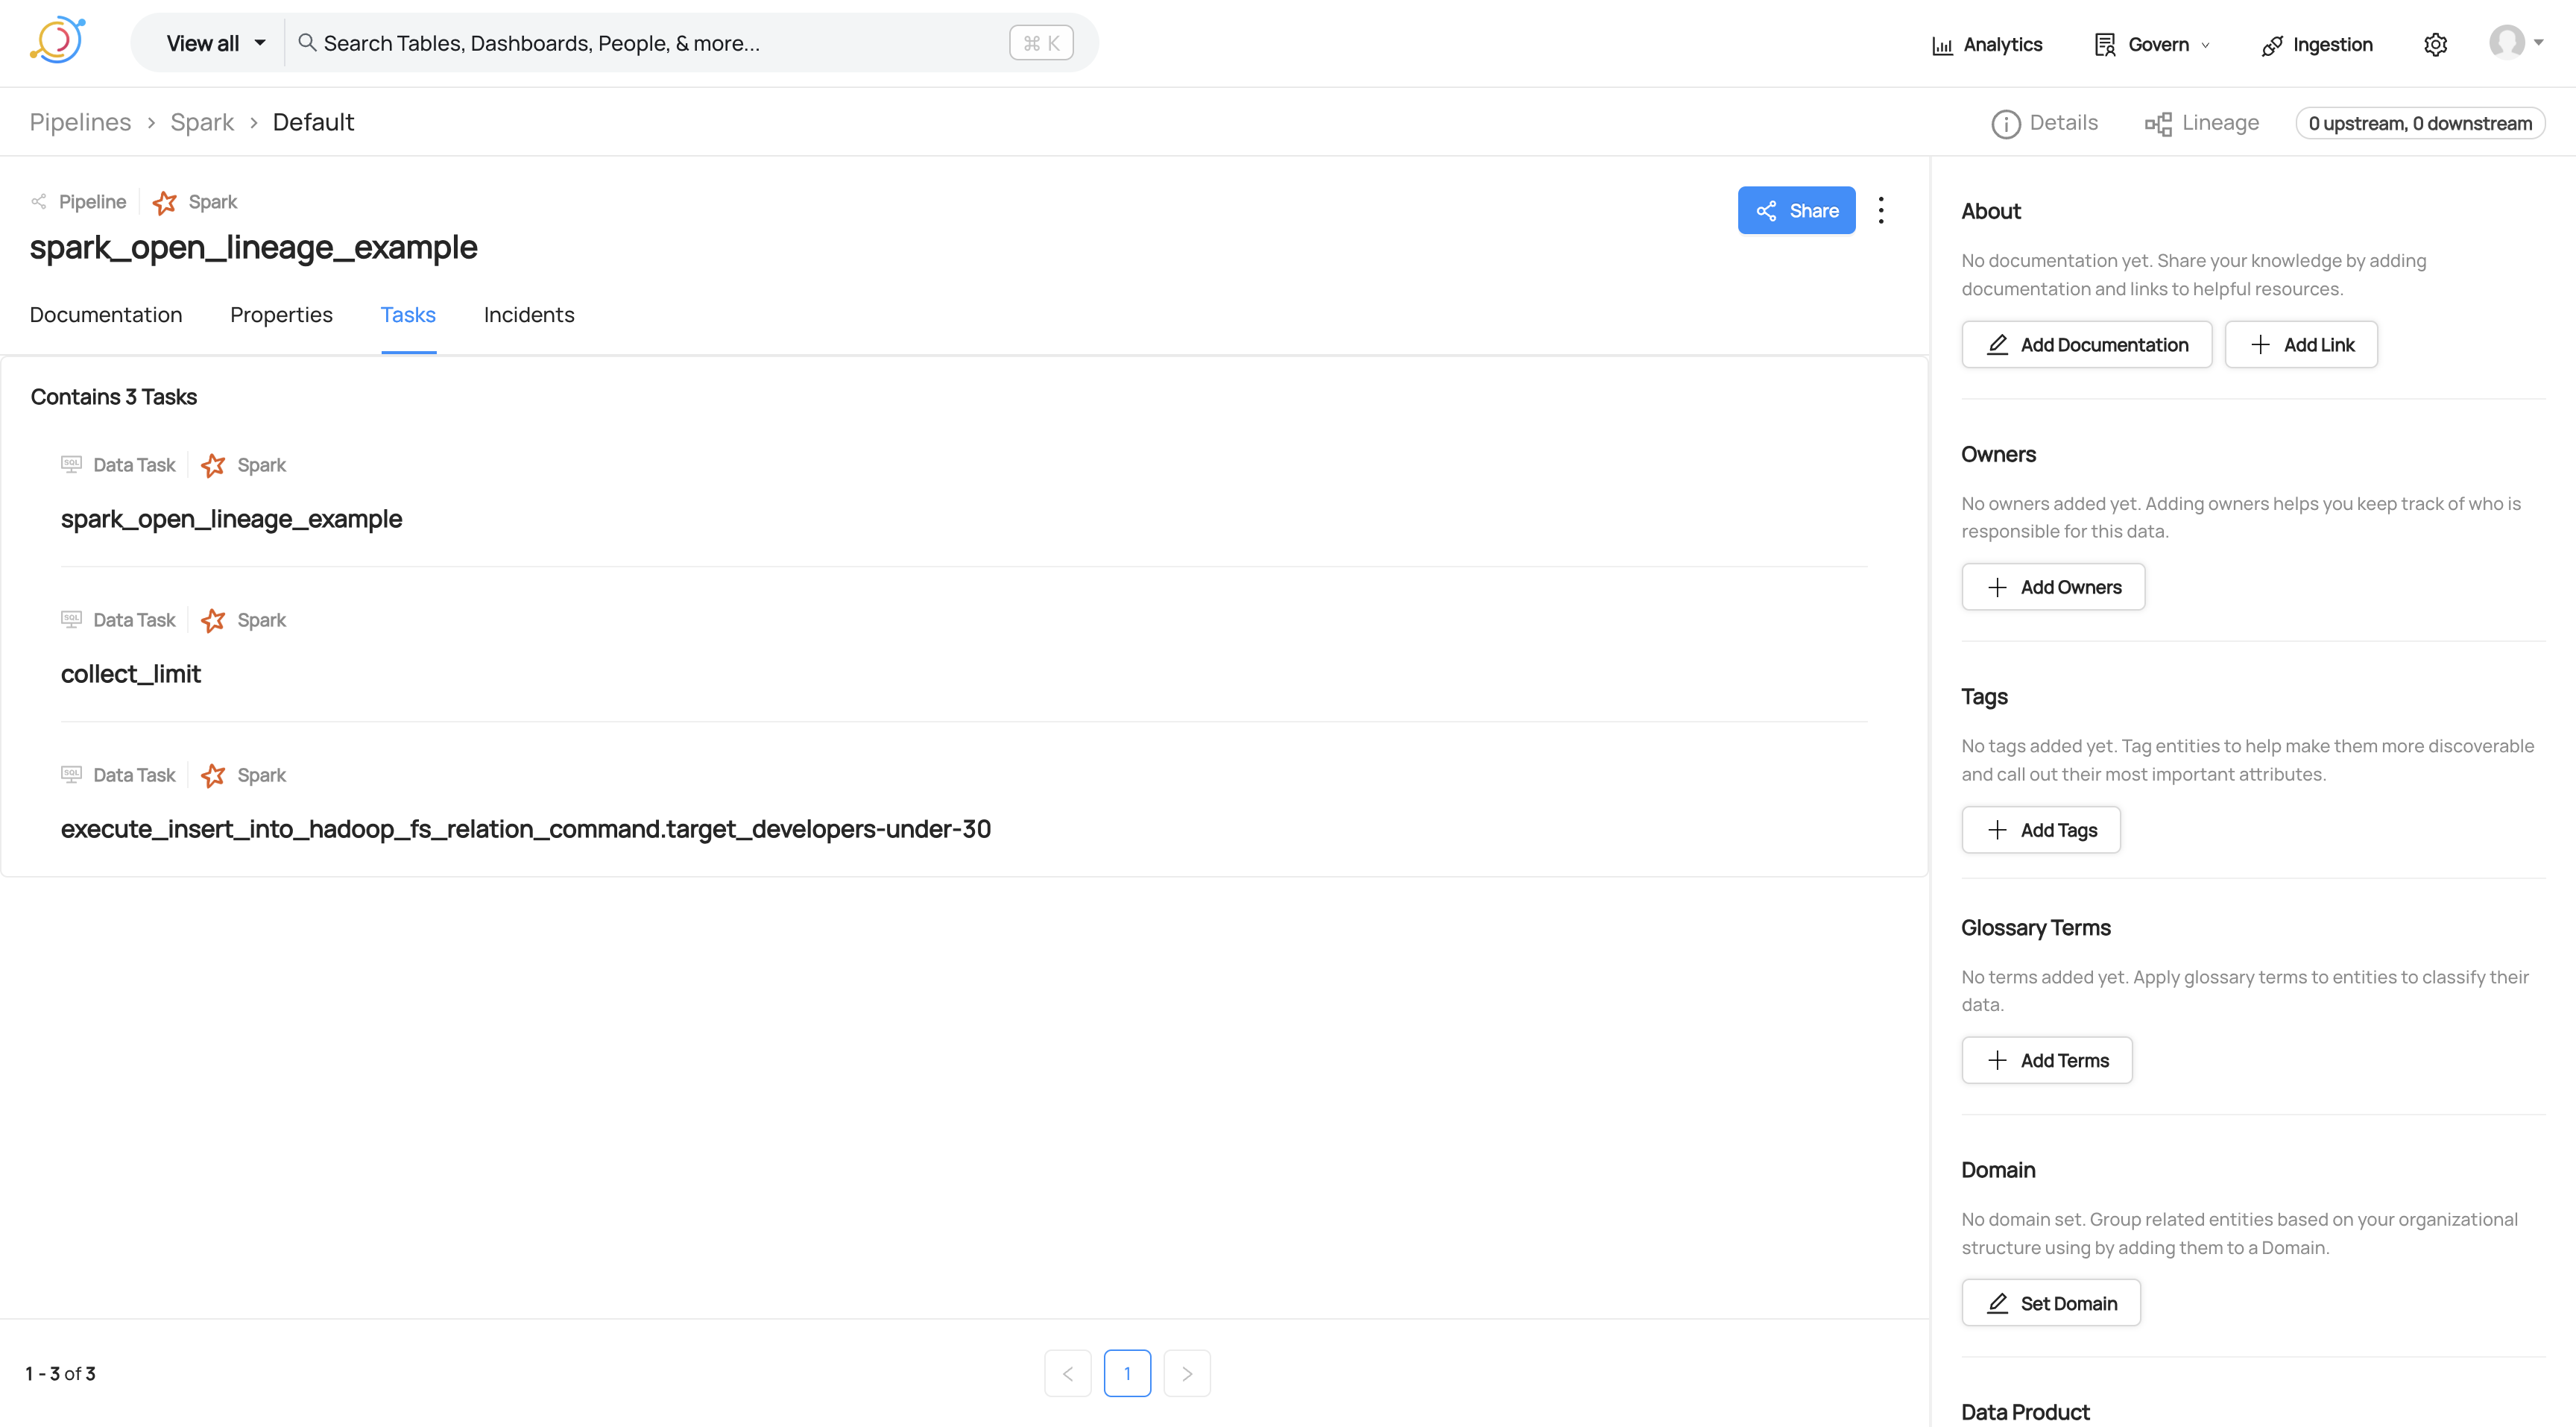 View all
Search Tables, Dashboards, People, & more...
⌘ K
Analytics
Govern
Ingestion
Pipelines > Spark > Default
Details
Lineage
0 upstream, 0 downstream
Pipeline
Spark
spark_open_lineage_example
Share
Documentation
Properties
Tasks
Incidents
Contains 3 Tasks
SQL
Data Task
Spark
spark_open_lineage_example
SQL
Data Task
Spark
collect_limit
SQL
Data Task
Spark
execute_insert_into_hadoop_fs_relation_command.target_developers-under-30
1 - 3 of 3
<
1
>
About
No documentation yet. Share your knowledge by adding
documentation and links to helpful resources.
Add Documentation
Add Link
Owners
No owners added yet. Adding owners helps you keep track of who is
responsible for this data.
Add Owners
Tags
No tags added yet. Tag entities to help make them more discoverable
and call out their most important attributes.
Add Tags
Glossary Terms
No terms added yet. Apply glossary terms to entities to classify their
data.
Add Terms
Domain
No domain set. Group related entities based on your organizational
structure using by adding them to a Domain.
Set Domain
Data Product